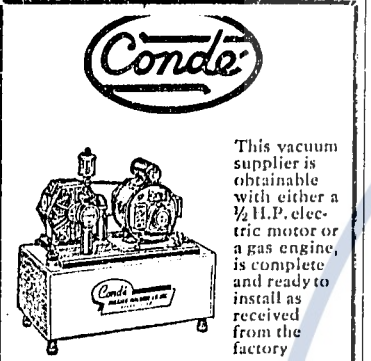 Condé
This vacuum
supplier is
obtainable
with either a
½ H.P. elec-
tric motor or
a gas engine,
is complete
and ready to
install as
received
from the
factory
Condé